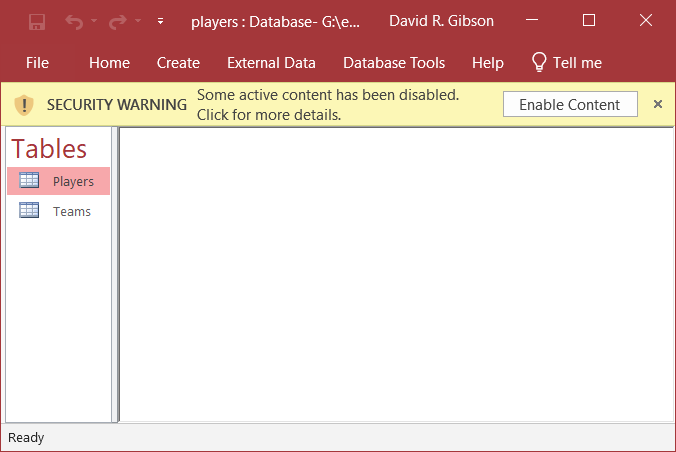 players : Database- G:\e... David R. Gibson
File Home Create External Data Database Tools Help Tell me
SECURITY WARNING Some active content has been disabled.
Click for more details.
Enable Content
Tables
Players
Teams
Ready